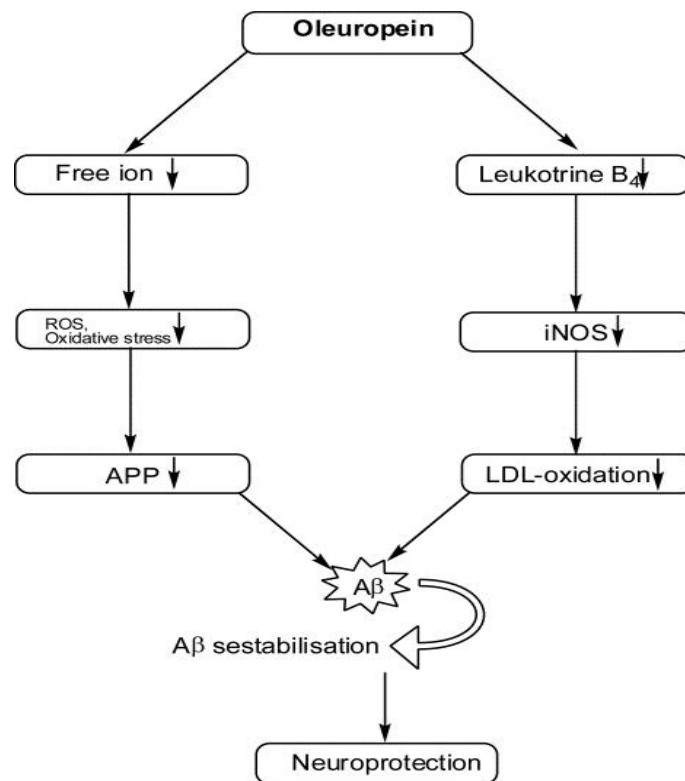 Oleuropein
Free ion
Leukotrine B4
ROS,
Oxidative stress
iNOS
APP
LDL-oxidation
Aβ
Aβ sestabilisation
Neuroprotection